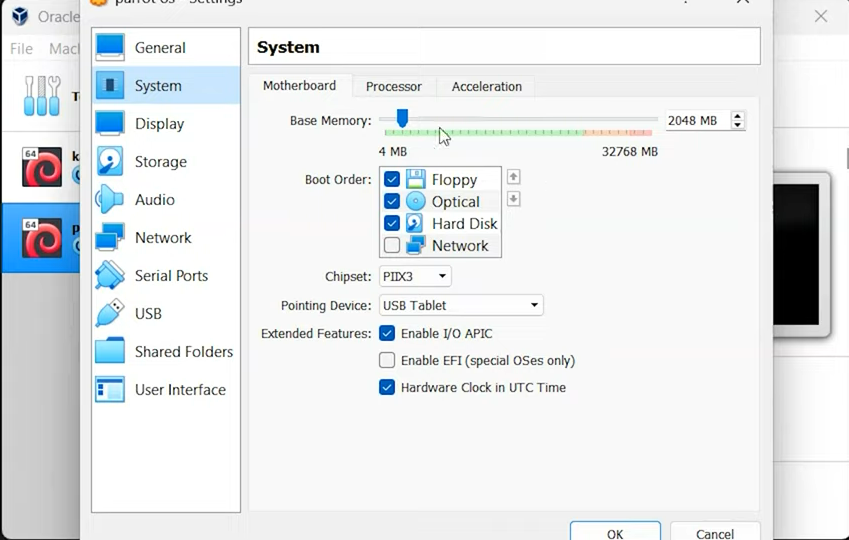 Oracle
parrot os - Settings
File
General
System
Display
Storage
Audio
Network
Serial Ports
USB
Shared Folders
User Interface
64
64
System
Motherboard
Processor
Acceleration
Base Memory:
2048 MB
4 MB
32768 MB
Boot Order:
Floppy
Optical
Hard Disk
Network
Chipset:
PIIX3
Pointing Device:
USB Tablet
Extended Features:
Enable I/O APIC
Enable EFI (special OSes only)
Hardware Clock in UTC Time
OK
Cancel